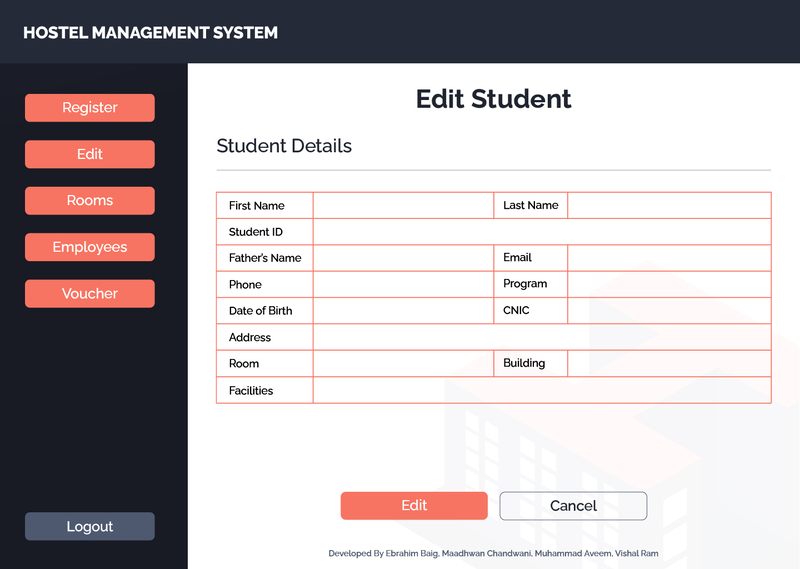 HOSTEL MANAGEMENT SYSTEM
Register
Edit
Rooms
Employees
Voucher
Logout
Edit Student
Student Details
First Name Last Name
Student ID
Father's Name Email
Phone Program
Date of Birth CNIC
Address
Room Building
Facilities
Edit Cancel
Developed By Ebrahim Baig, Maadhwan Chandwani, Muhammad Aveem, Vishal Ram